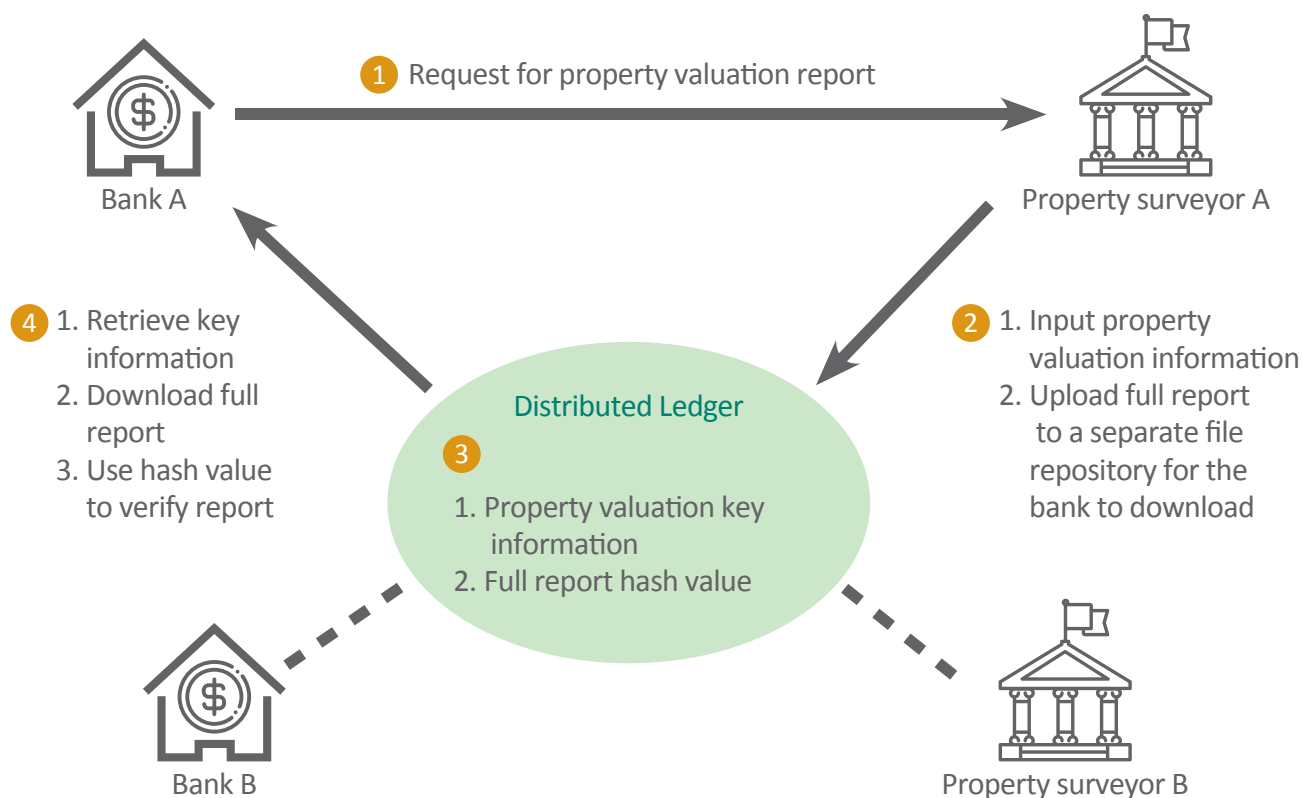 1 Request for property valuation report
$
Bank A
Property surveyor A
4 1. Retrieve key
information
2. Download full
report
3. Use hash value
to verify report
2 1. Input property
valuation information
2. Upload full report
to a separate file
repository for the
bank to download
Distributed Ledger
3
1. Property valuation key
information
2. Full report hash value
$
Bank B
Property surveyor B